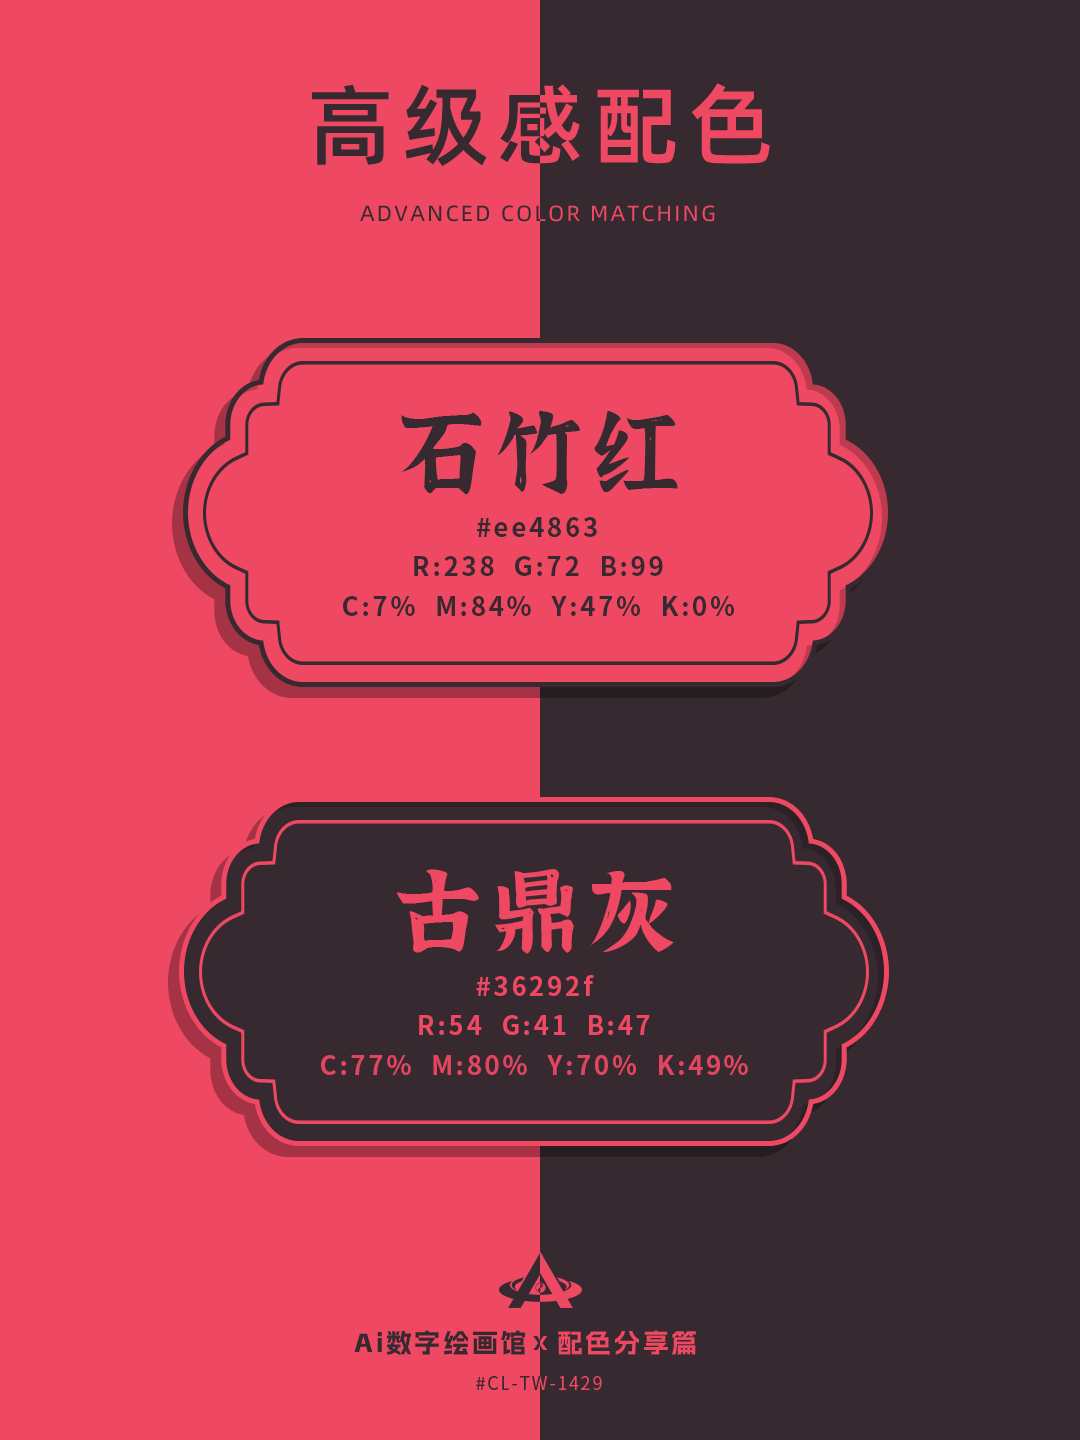 高级感配色
ADVANCED COLOR MATCHING
石竹红
#ee4863
R:238 G:72 B:99
C:7% M:84% Y:47% K:0%
古鼎灰
#36292f
R:54 G:41 B:47
C:77% M:80% Y:70% K:49%
Ai数字绘画馆 x 配色分享篇
#CL-TW-1429